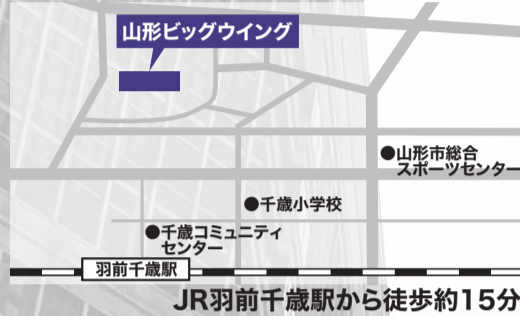 山形ビッグウイング
●山形市総合
スポーツセンター
●千歳小学校
●千歳コミュニティ
センター
羽前千歳駅
JR羽前千歳駅から徒歩約15分